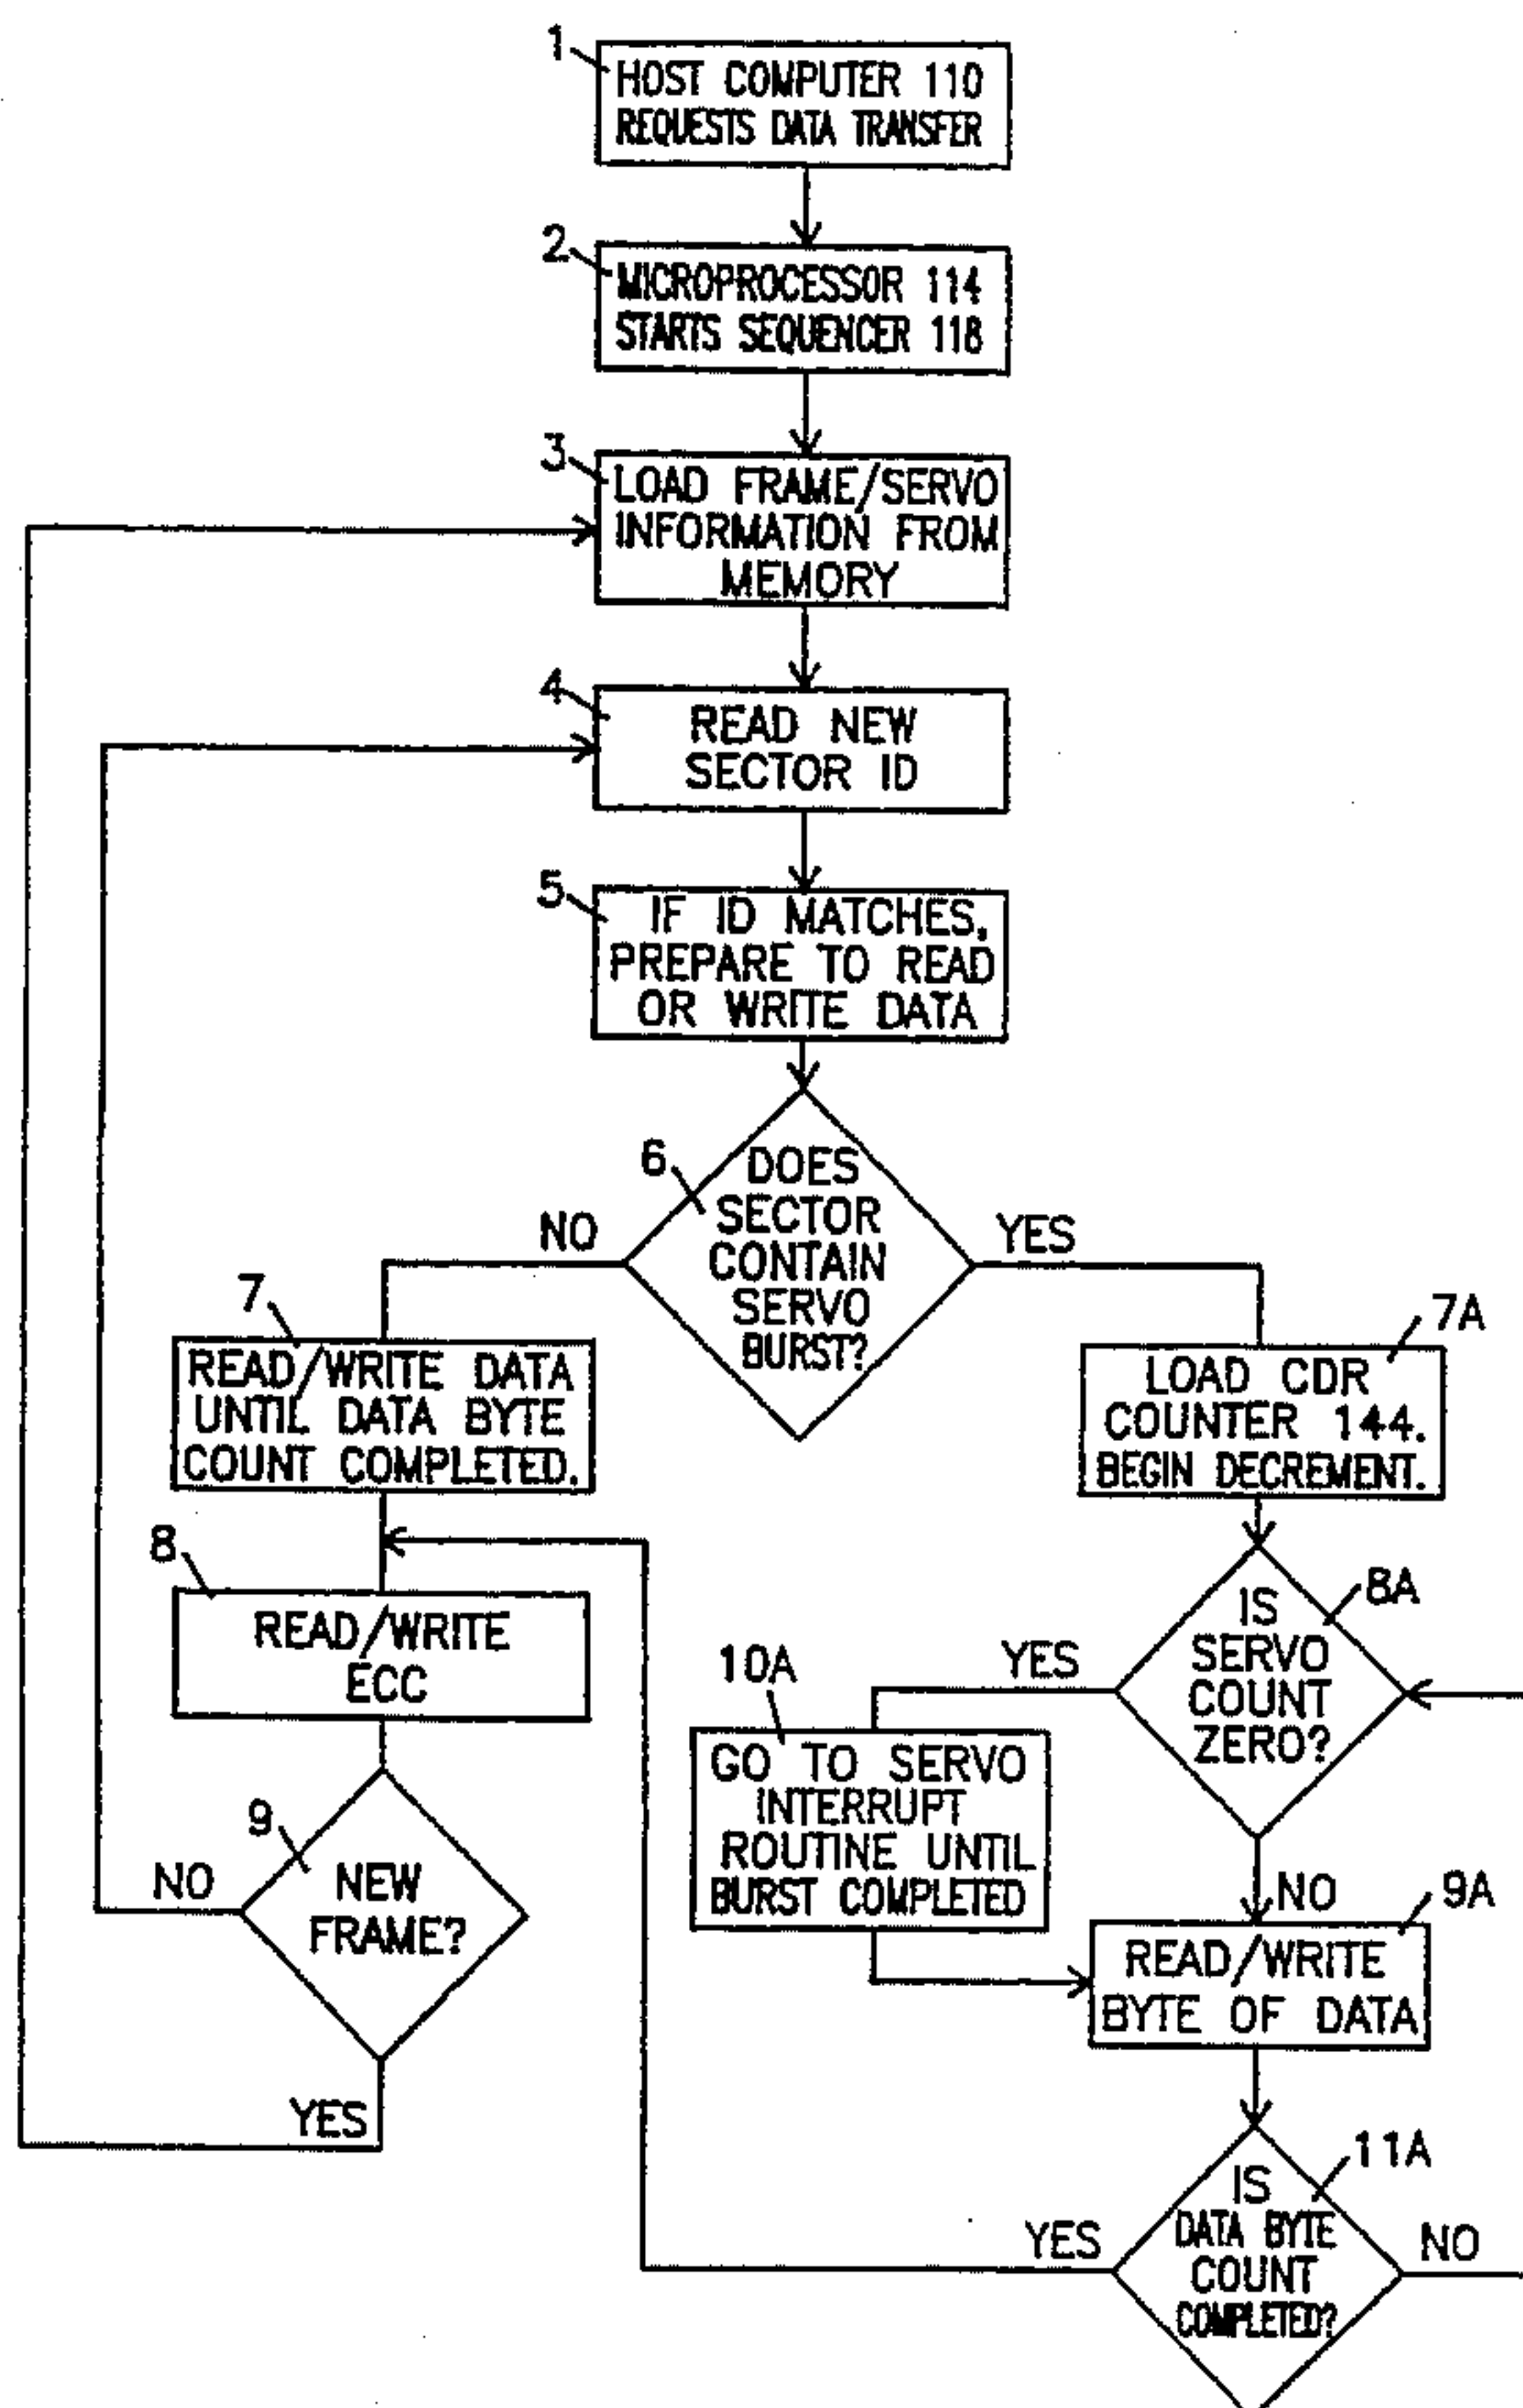 1
HOST COMPUTER 110
REQUESTS DATA TRANSFER
2
MICROPROCESSOR 114
STARTS SEQUENCER 118
3
LOAD FRAME/SERVO
INFORMATION FROM
MEMORY
4
READ NEW
SECTOR ID
5
IF ID MATCHES,
PREPARE TO READ
OR WRITE DATA
6
DOES
SECTOR
CONTAIN
SERVO
BURST?
NO
YES
7
READ/WRITE DATA
UNTIL DATA BYTE
COUNT COMPLETED.
7A
LOAD CDR
COUNTER 144.
BEGIN DECREMENT.
8
READ/WRITE
ECC
8A
IS
SERVO
COUNT
ZERO?
YES
NO
10A
GO TO SERVO
INTERRUPT
ROUTINE UNTIL
BURST COMPLETED
9
NEW
FRAME?
NO
YES
9A
READ/WRITE
BYTE OF DATA
11A
IS
DATA BYTE
COUNT
COMPLETED?
YES
NO